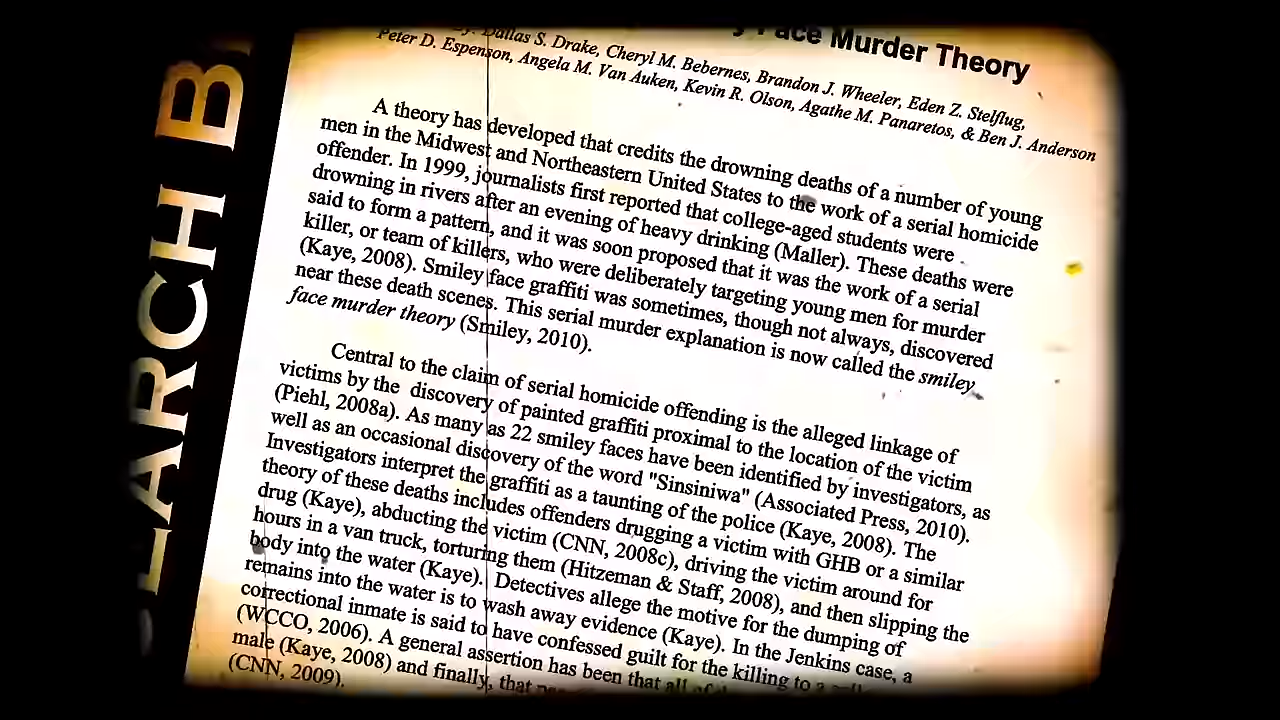 Face Murder Theory
Dallas S. Drake, Cheryl M. Bebernes, Brandon J. Wheeler, Eden Z. Stelflug,
Peter D. Espenson, Angela M. Van Auken, Kevin R. Olson, Agathe M. Panaretos, & Ben J. Anderson
A theory has developed that credits the drowning deaths of a number of young
men in the Midwest and Northeastern United States to the work of a serial homicide
offender. In 1999, journalists first reported that college-aged students were
drowning in rivers after an evening of heavy drinking (Maller). These deaths were
said to form a pattern, and it was soon proposed that it was the work of a serial
killer, or team of killers, who were deliberately targeting young men for murder
(Kaye, 2008). Smiley face graffiti was sometimes, though not always, discovered
near these death scenes. This serial murder explanation is now called the smiley
face murder theory (Smiley, 2010).
Central to the claim of serial homicide offending is the alleged linkage of
victims by the discovery of painted graffiti proximal to the location of the victim
(Piehl, 2008a). As many as 22 smiley faces have been identified by investigators, as
well as an occasional discovery of the word "Sinsiniwa" (Associated Press, 2010).
Investigators interpret the graffiti as a taunting of the police (Kaye, 2008). The
theory of these deaths includes offenders drugging a victim with GHB or a similar
drug (Kaye), abducting the victim (CNN, 2008c), driving the victim around for
hours in a van truck, torturing them (Hitzeman & Staff, 2008), and then slipping the
body into the water (Kaye). Detectives allege the motive for the dumping of
remains into the water is to wash away evidence (Kaye). In the Jenkins case, a
correctional inmate is said to have confessed guilt for the killing to a
(WCCO, 2006). A general assertion has been that all of
male (Kaye, 2008) and finally, that
(CNN, 2009).
EARCH B